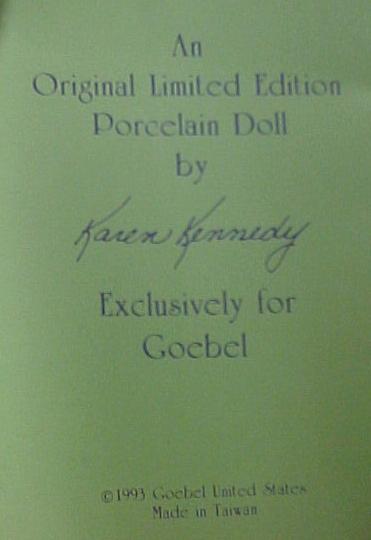 An
Original Limited Edition
Porcelain Doll
by
Karen Kennedy
Exclusively for
Goebel
©1993 Goebel United States
Made in Taiwan